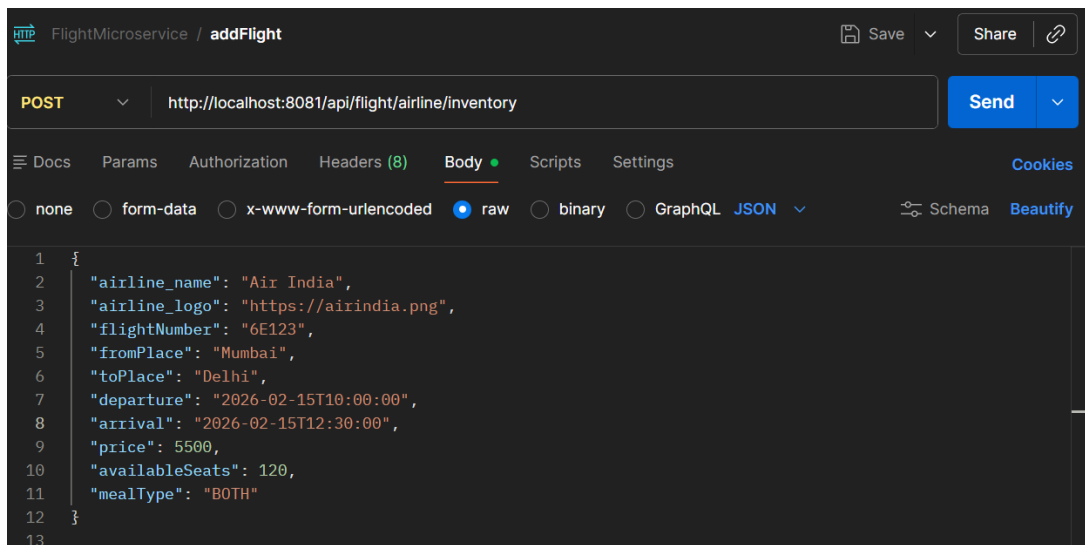 HTTP FlightMicroservice / addFlight Save Share
POST http://localhost:8081/api/flight/airline/inventory Send
Docs Params Authorization Headers (8) Body Scripts Settings Cookies
none form-data x-www-form-urlencoded raw binary GraphQL JSON Schema Beautify
1 {
2 "airline_name": "Air India",
3 "airline_logo": "https://airindia.png",
4 "flightNumber": "6E123",
5 "fromPlace": "Mumbai",
6 "toPlace": "Delhi",
7 "departure": "2026-02-15T10:00:00",
8 "arrival": "2026-02-15T12:30:00",
9 "price": 5500,
10 "availableSeats": 120,
11 "mealType": "BOTH"
12 }
13